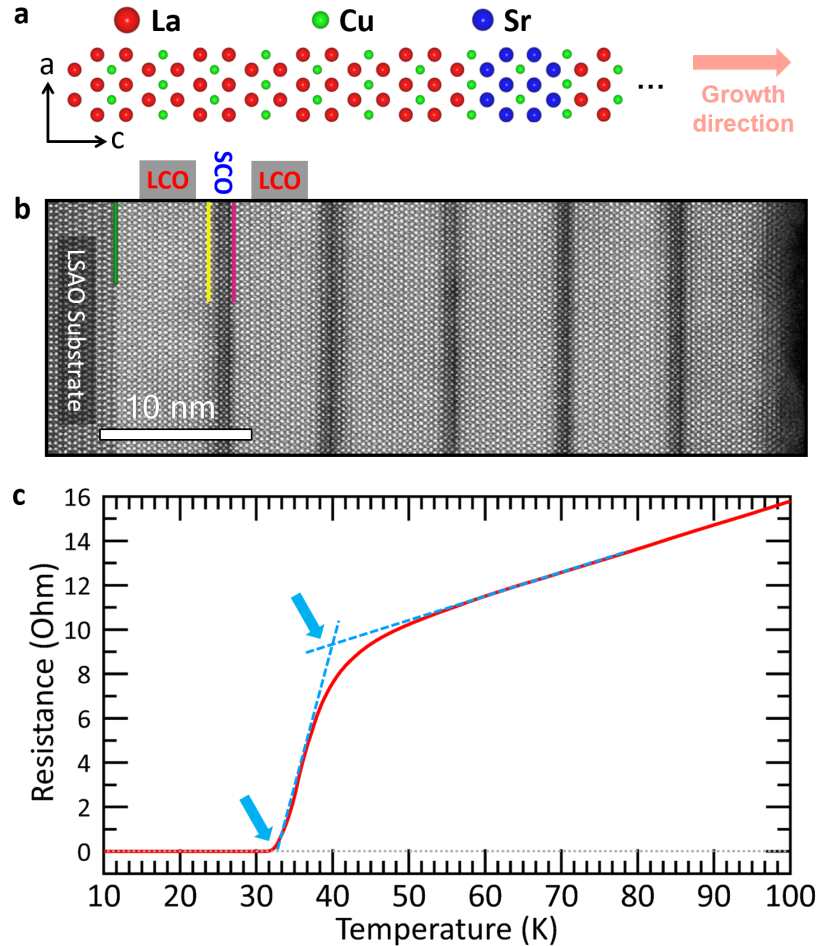 a
La
Cu
Sr
a
c
...
Growth
direction
LCO
SCO
LCO
b
LSAO Substrate
10 nm
c
16
14
12
10
8
6
4
2
0
Resistance (Ohm)
10 20 30 40 50 60 70 80 90 100
Temperature (K)